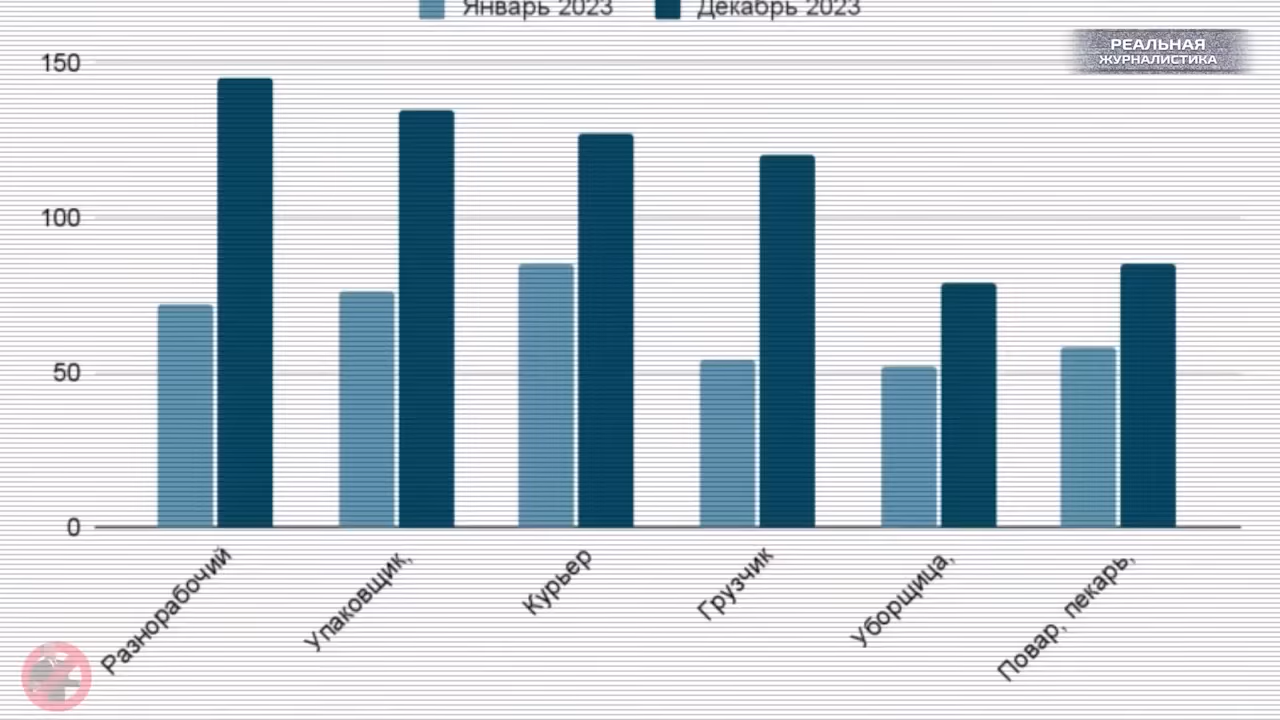 Январь 2023
Декабрь 2023
РЕАЛЬНАЯ
ЖУРНАЛИСТИКА
150
100
50
0
Разнорабочий
Упаковщик,
Курьер
Грузчик
Уборщица,
Повар, пекарь,